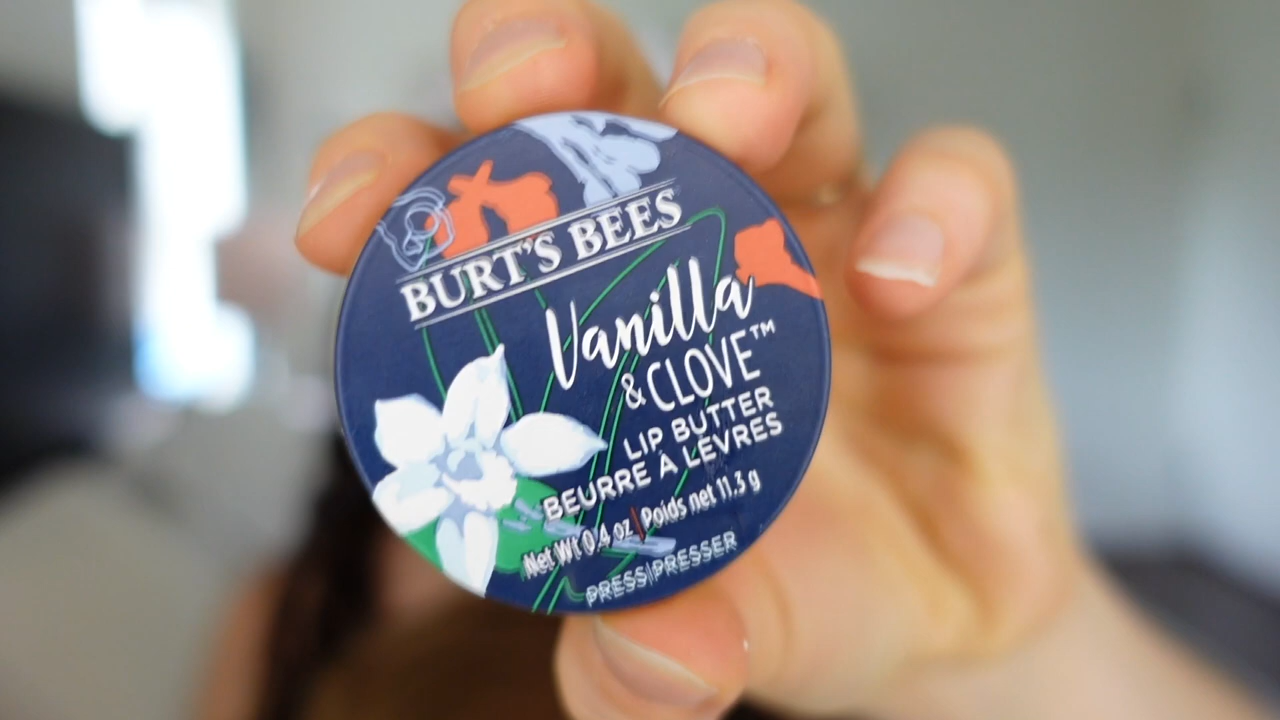 BURT'S BEES
Vanilla
& CLOVE™
LIP BUTTER
BEURRE À LÈVRES
Net Wt 0.4 oz | Poids net 11.3 g
PRESS|PRESSER